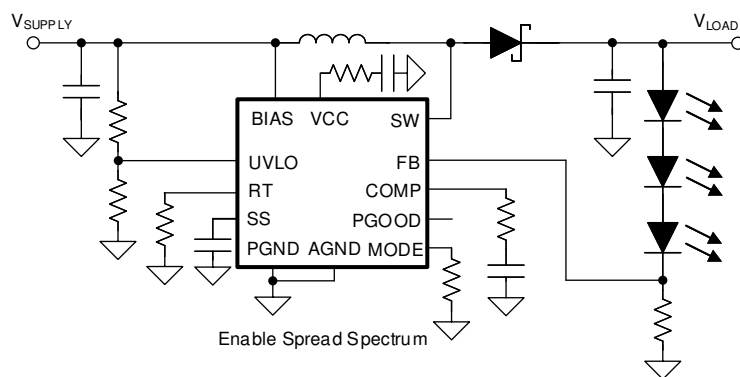 VSUPPLY
VLOAD
BIAS VCC SW
UVLO FB
RT COMP
SS PGOOD
PGND AGND MODE
Enable Spread Spectrum